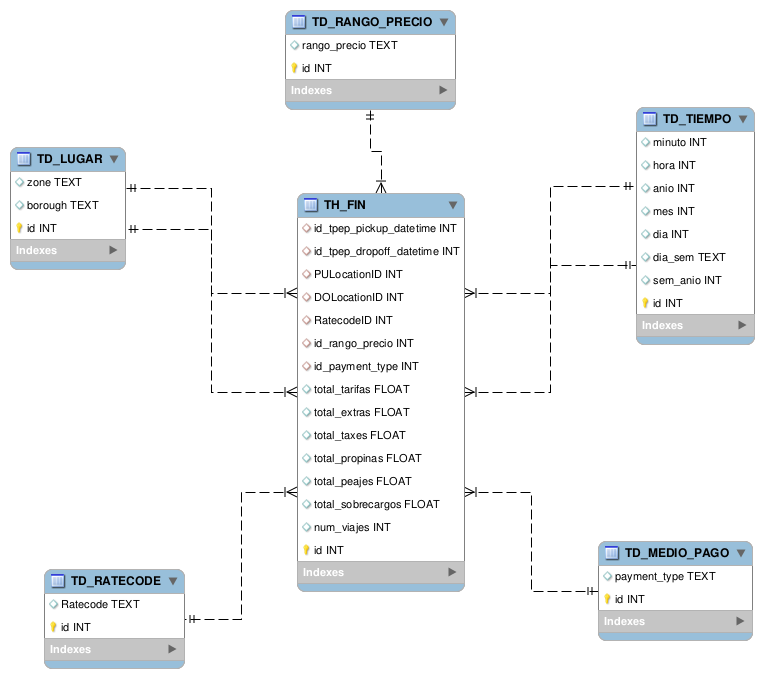 TD_RANGO_PRECIO
rango_precio TEXT
id INT
Indexes
TD_LUGAR
zone TEXT
borough TEXT
id INT
Indexes
TH_FIN
id_tpep_pickup_datetime INT
id_tpep_dropoff_datetime INT
PULocationID INT
DOLocationID INT
RatecodeID INT
id_rango_precio INT
id_payment_type INT
total_tarifas FLOAT
total_extras FLOAT
total_taxes FLOAT
total_propinas FLOAT
total_peajes FLOAT
total_sobrecargos FLOAT
num_viajes INT
id INT
Indexes
TD_TIEMPO
minuto INT
hora INT
anio INT
mes INT
dia INT
dia_sem TEXT
sem_anio INT
id INT
Indexes
TD_RATECODE
Ratecode TEXT
id INT
Indexes
TD_MEDIO_PAGO
payment_type TEXT
id INT
Indexes